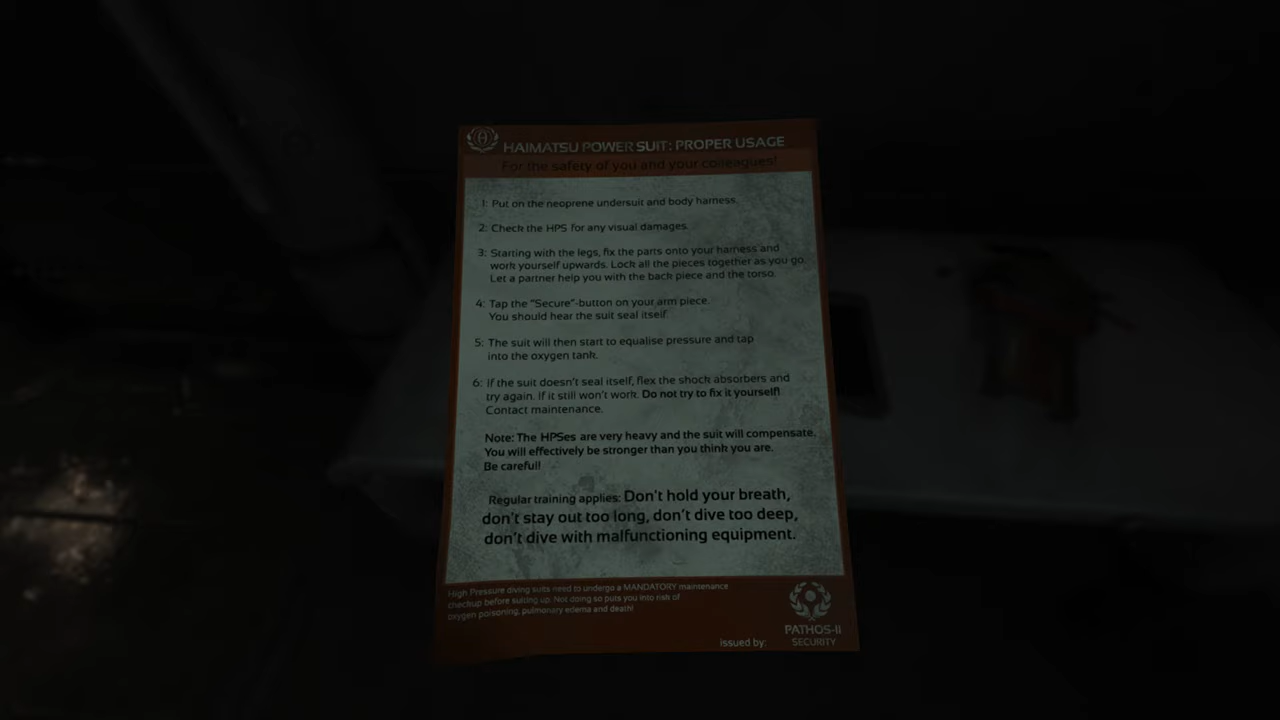 HAIMATSU POWER SUIT: PROPER USAGE
For the safety of you and your colleagues!
1: Put on the neoprene undersuit and body harness.
2: Check the HPS for any visual damages.
3: Starting with the legs, fix the parts onto your harness and
work yourself upwards. Lock all the pieces together as you go.
Let a partner help you with the back piece and the torso.
4: Tap the "Secure"-button on your arm piece.
You should hear the suit seal itself.
5: The suit will then start to equalise pressure and tap
into the oxygen tank.
6: If the suit doesn't seal itself, flex the shock absorbers and
try again. If it still won't work. Do not try to fix it yourself!
Contact maintenance.
Note: The HPSes are very heavy and the suit will compensate.
You will effectively be stronger than you think you are.
Be careful!
Regular training applies: Don't hold your breath,
don't stay out too long, don't dive too deep,
don't dive with malfunctioning equipment.
High Pressure diving suits need to undergo a MANDATORY maintenance
checkup before suiting up. Not doing so puts you into risk of
oxygen poisoning, pulmonary edema and death!
issued by:
PATHOS-II
SECURITY